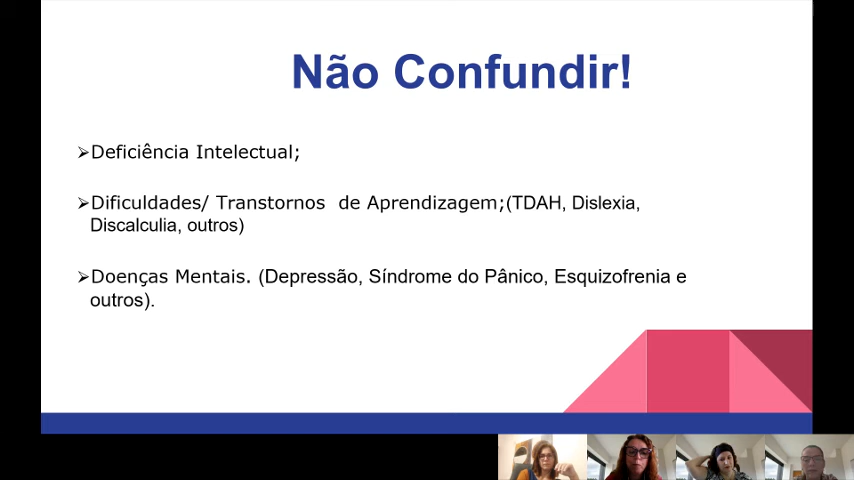 Não Confundir!
➢Deficiência Intelectual;
➢Dificuldades/ Transtornos de Aprendizagem;(TDAH, Dislexia,
Discalculia, outros)
➢Doenças Mentais. (Depressão, Síndrome do Pânico, Esquizofrenia e
outros).